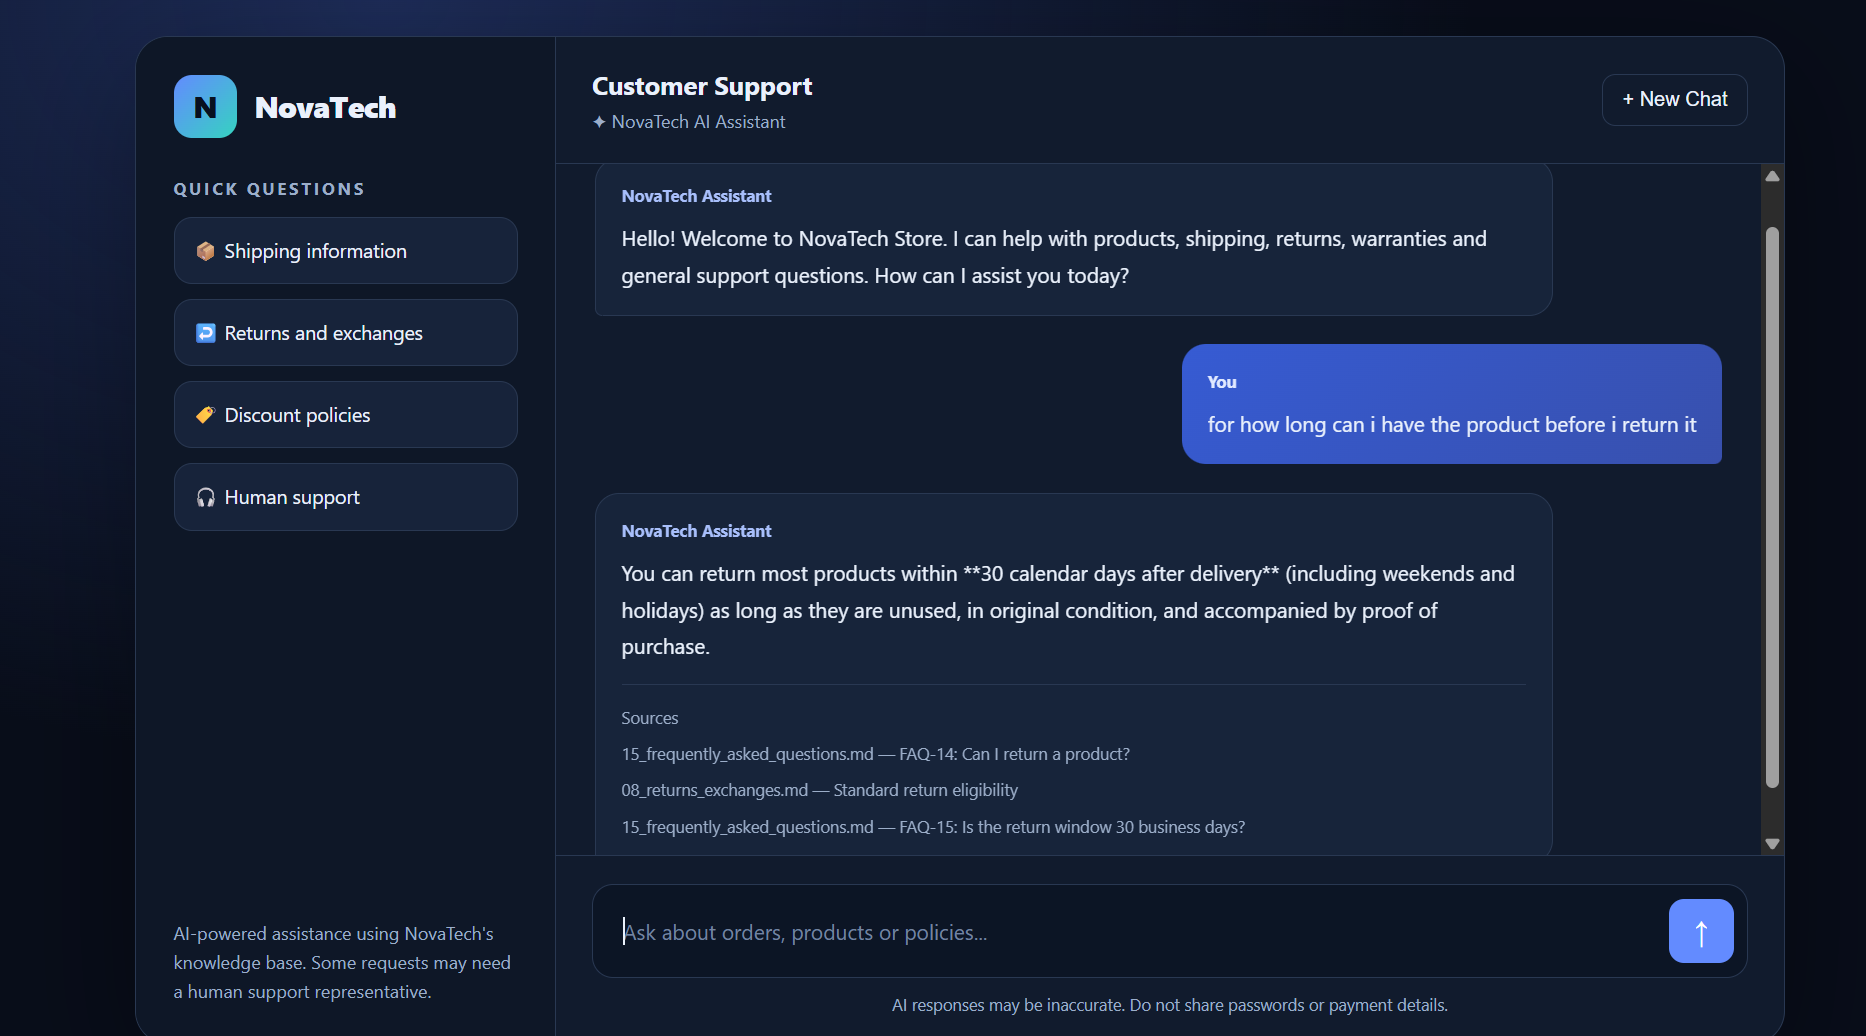 N
NovaTech
QUICK QUESTIONS
📦 Shipping information
↩️ Returns and exchanges
🏷️ Discount policies
🎧 Human support
AI-powered assistance using NovaTech's
knowledge base. Some requests may need
a human support representative.
Customer Support
✦ NovaTech AI Assistant
+ New Chat
NovaTech Assistant
Hello! Welcome to NovaTech Store. I can help with products, shipping, returns, warranties and
general support questions. How can I assist you today?
You
for how long can i have the product before i return it
NovaTech Assistant
You can return most products within **30 calendar days after delivery** (including weekends and
holidays) as long as they are unused, in original condition, and accompanied by proof of
purchase.
Sources
15_frequently_asked_questions.md — FAQ-14: Can I return a product?
08_returns_exchanges.md — Standard return eligibility
15_frequently_asked_questions.md — FAQ-15: Is the return window 30 business days?
Ask about orders, products or policies...
↑
AI responses may be inaccurate. Do not share passwords or payment details.